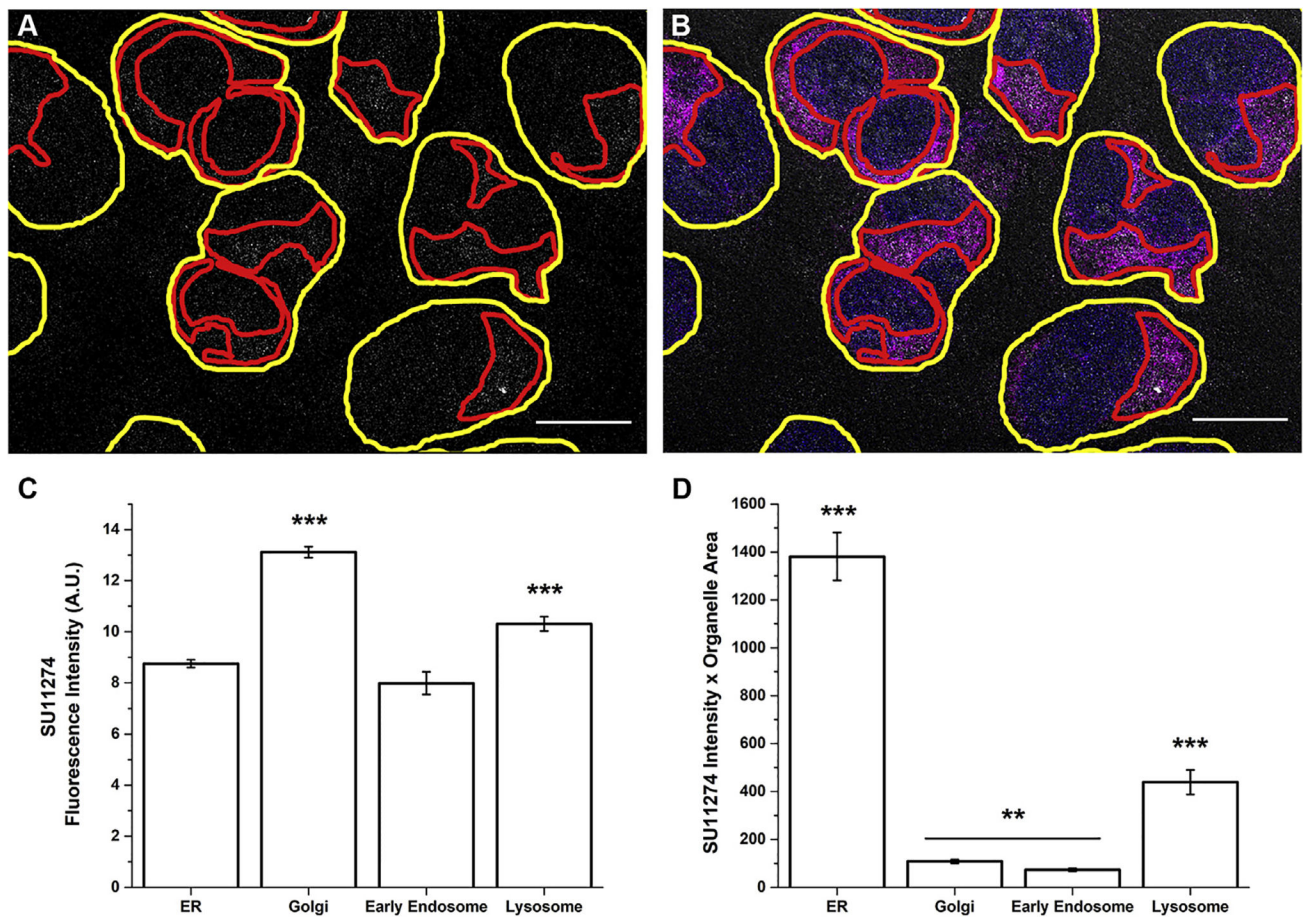 A
B
C
SU11274
Fluorescence Intensity (A.U.)
14
12
10
8
6
4
2
0
***
***
ER
Golgi
Early Endosome
Lysosome
D
SU11274 Intensity x Organelle Area
1600
1400
1200
1000
800
600
400
200
0
***
**
***
ER
Golgi
Early Endosome
Lysosome